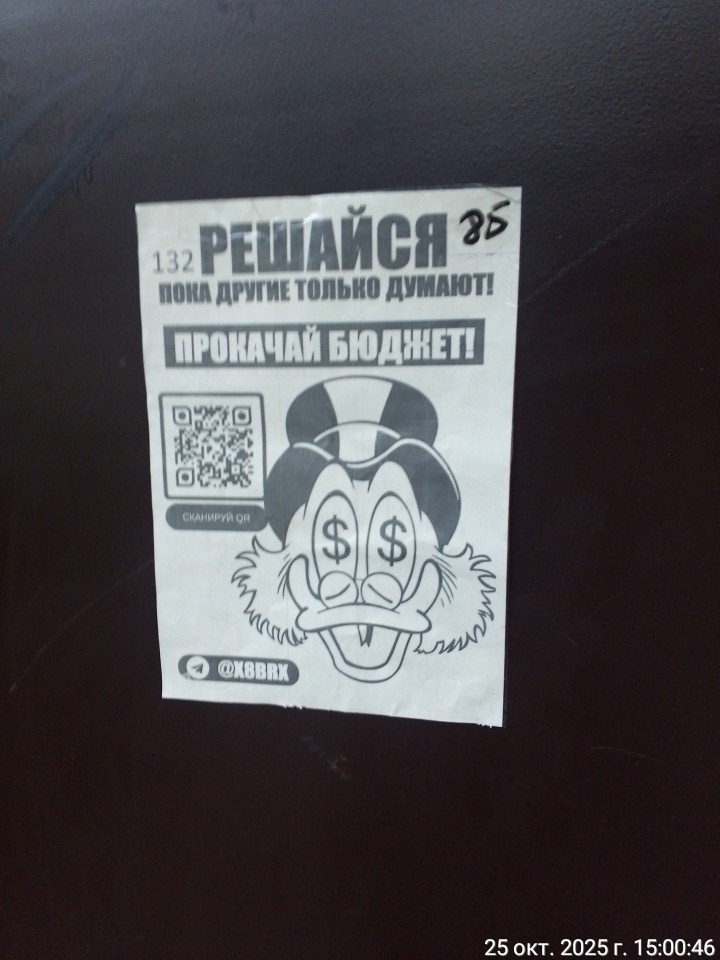 132 РЕШАЙСЯ 85
ПОКА ДРУГИЕ ТОЛЬКО ДУМАЮТ!
ПРОКАЧАЙ БЮДЖЕТ!
$ $
СКАНИРУЙ QR
@X8BRX
25 окт. 2025 г. 15:00:46